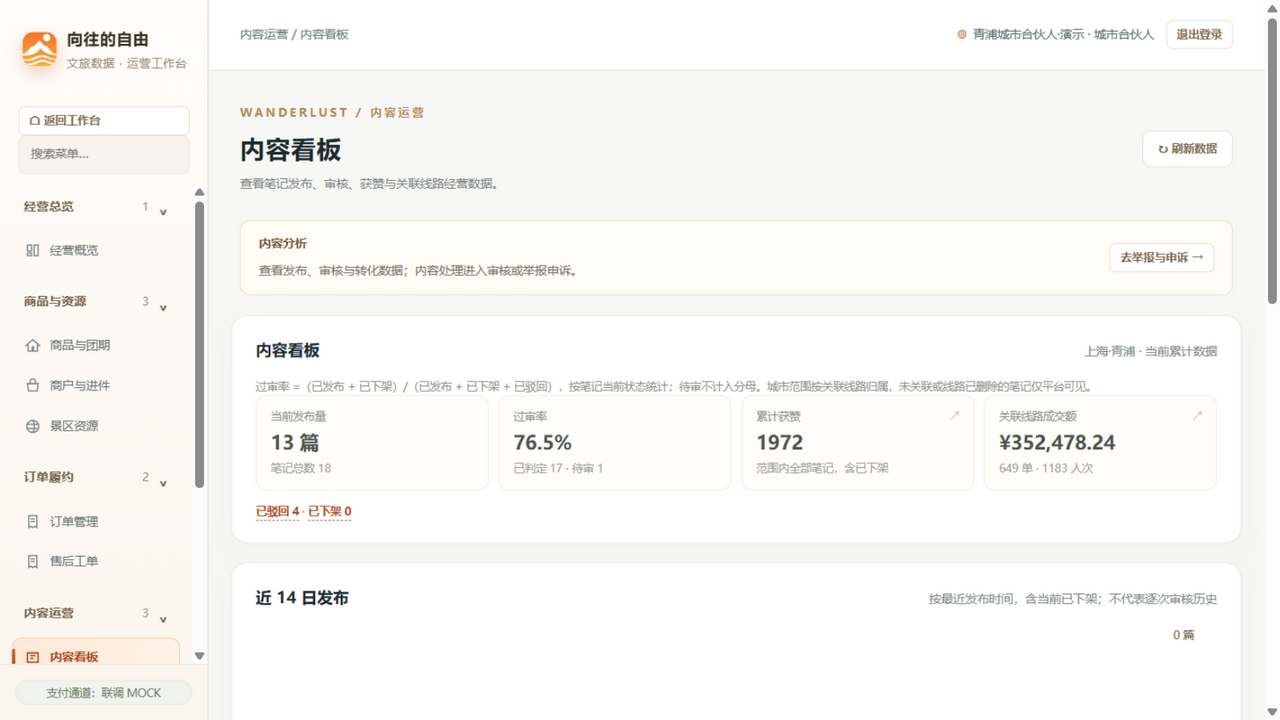 向往的自由
文旅数据 · 运营工作台
返回工作台
搜索菜单...
经营总览 1
经营概览
商品与资源 3
商品与团期
商户与进件
景区资源
订单履约 2
订单管理
售后工单
内容运营 3
内容看板
支付通道：联调 MOCK
内容运营 / 内容看板
青浦城市合伙人·演示 · 城市合伙人
退出登录
WANDERLUST / 内容运营
内容看板
查看笔记发布、审核、获赞与关联线路经营数据。
↻ 刷新数据
内容分析
查看发布、审核与转化数据；内容处理进入审核或举报申诉。
去举报与申诉 →
内容看板
上海·青浦 · 当前累计数据
过审率 =（已发布 + 已下架）/（已发布 + 已下架 + 已驳回），按笔记当前状态统计；待审不计入分母。城市范围按关联线路归属，未关联或线路已删除的笔记仅平台可见。
当前发布量
13 篇
笔记总数 18
过审率
76.5%
已判定 17 · 待审 1
累计获赞 ↗
1972
范围内全部笔记，含已下架
关联线路成交额 ↗
¥352,478.24
649 单 · 1183 人次
已驳回 4 · 已下架 0
近 14 日发布
按最近发布时间，含当前已下架；不代表逐次审核历史
0 篇